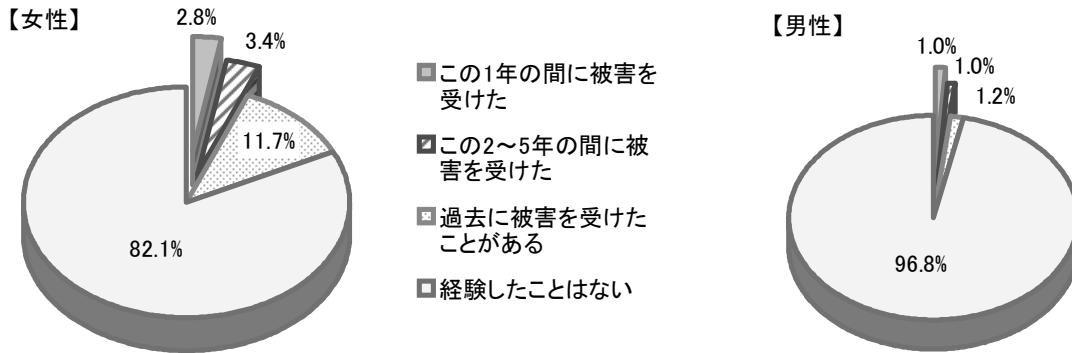 【女性】
2.8%
3.4%
11.7%
82.1%
この1年の間に被害を
受けた
この2～5年の間に被
害を受けた
過去に被害を受けた
ことがある
経験したことはない
【男性】
1.0%
1.0%
1.2%
96.8%